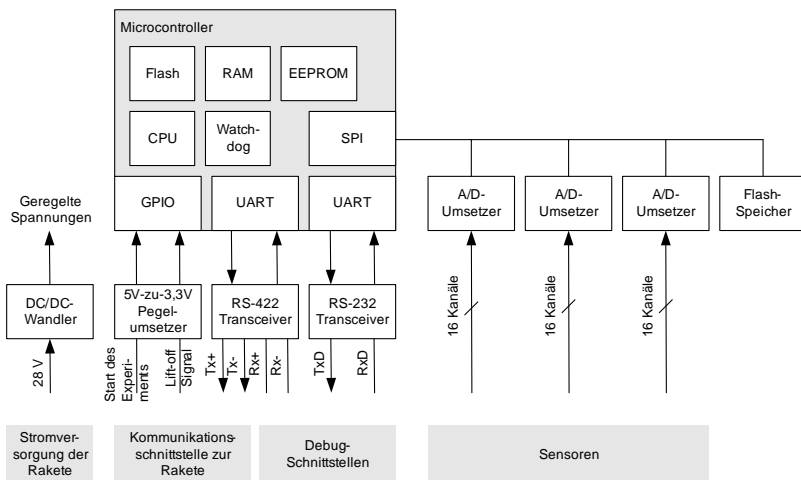 Microcontroller
Flash
RAM
EEPROM
CPU
Watch-
dog
SPI
GPIO
UART
UART
A/D-
Umsetzer
A/D-
Umsetzer
A/D-
Umsetzer
Flash-
Speicher
Geregelte
Spannungen
DC/DC-
Wandler
5V-zu-3,3V
Pegel-
umsetzer
RS-422
Transceiver
RS-232
Transceiver
16 Kanäle
16 Kanäle
16 Kanäle
28 V
Start des
Experi-
ments
Lift-off
Signal
Tx+
Tx-
Rx+
Rx-
TxD
RxD
Stromver-
sorgung der
Rakete
Kommunikations-
schnittstelle zur
Rakete
Debug-
Schnittstellen
Sensoren